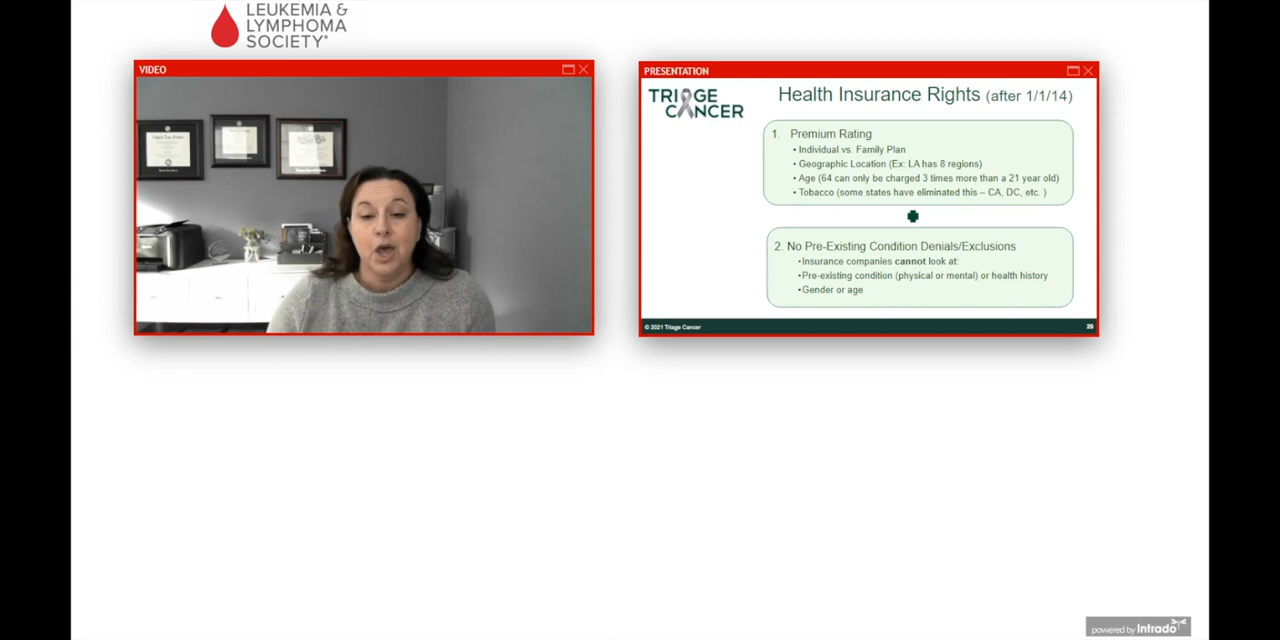 LEUKEMIA &
LYMPHOMA
SOCIETY®
VIDEO
PRESENTATION
TRIAGE
CANCER
Health Insurance Rights (after 1/1/14)
1. Premium Rating
• Individual vs. Family Plan
• Geographic Location (Ex: LA has 8 regions)
• Age (64 can only be charged 3 times more than a 21 year old)
• Tobacco (some states have eliminated this – CA, DC, etc. )
2. No Pre-Existing Condition Denials/Exclusions
•Insurance companies cannot look at:
•Pre-existing condition (physical or mental) or health history
•Gender or age
© 2021 Triage Cancer
29
powered by Intrado